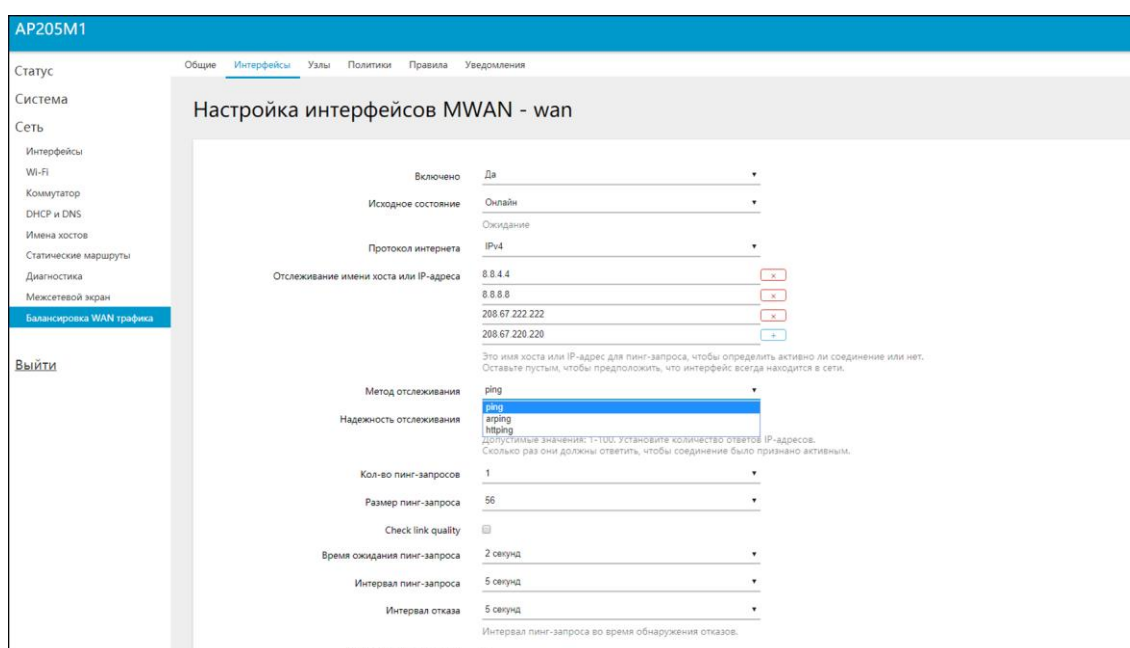 AP205M1
Статус
Система
Сеть
Интерфейсы
Wi-Fi
Коммутатор
DHCP и DNS
Имена хостов
Статические маршруты
Диагностика
Межсетевой экран
Балансировка WAN трафика
Выйти
Общие Интерфейсы Узлы Политики Правила Уведомления
Настройка интерфейсов MWAN - wan
Включено Да
Исходное состояние Онлайн
Ожидание
Протокол интернета IPv4
Отслеживание имени хоста или IP-адреса 8.8.4.4 x
8.8.8.8 x
208.67.222.222 x
208.67.220.220 +
Это имя хоста или IP-адрес для пинг-запроса, чтобы определить активно ли соединение или нет.
Оставьте пустым, чтобы предположить, что интерфейс всегда находится в сети.
Метод отслеживания ping
ping
Надежность отслеживания arping
httping
Допустимые значения: 1-100. Установите количество ответов IP-адресов.
Сколько раз они должны ответить, чтобы соединение было признано активным.
Кол-во пинг-запросов 1
Размер пинг-запроса 56
Check link quality
Время ожидания пинг-запроса 2 секунд
Интервал пинг-запроса 5 секунд
Интервал отказа 5 секунд
Интервал пинг-запроса во время обнаружения отказов.